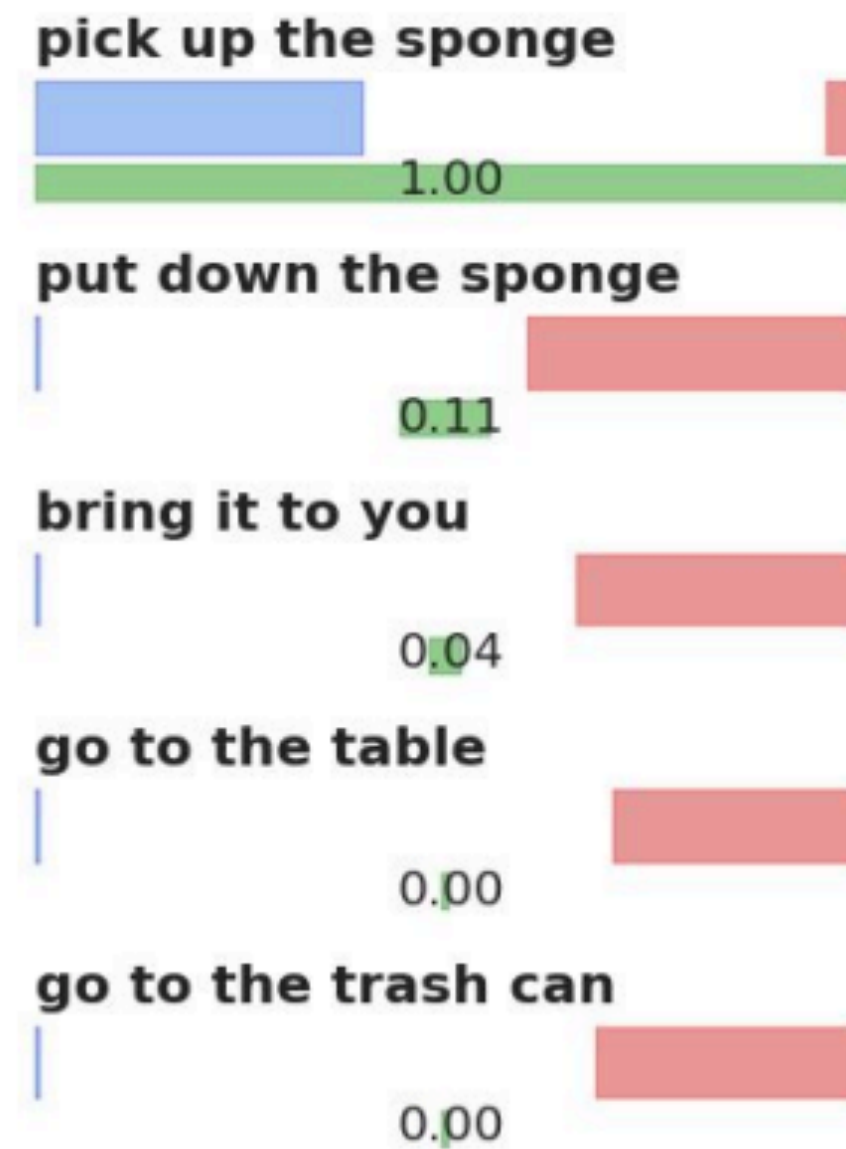 pick up the sponge
1.00
put down the sponge
0.11
bring it to you
0.04
go to the table
0.00
go to the trash can
0.00